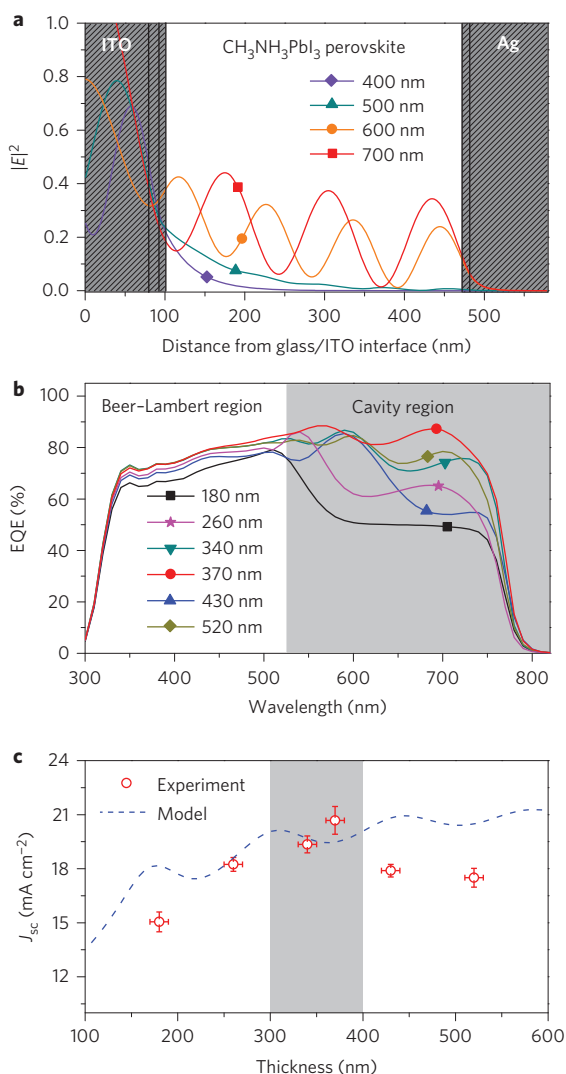 a
1.0
0.8
0.6
0.4
0.2
0.0
|E|²
ITO
CH₃NH₃PbI₃ perovskite
Ag
400 nm
500 nm
600 nm
700 nm
0 100 200 300 400 500
Distance from glass/ITO interface (nm)
b
100
80
60
40
20
0
EQE (%)
Beer–Lambert region
Cavity region
180 nm
260 nm
340 nm
370 nm
430 nm
520 nm
300 400 500 600 700 800
Wavelength (nm)
c
24
21
18
15
12
Jsc (mA cm⁻²)
Experiment
Model
100 200 300 400 500 600
Thickness (nm)